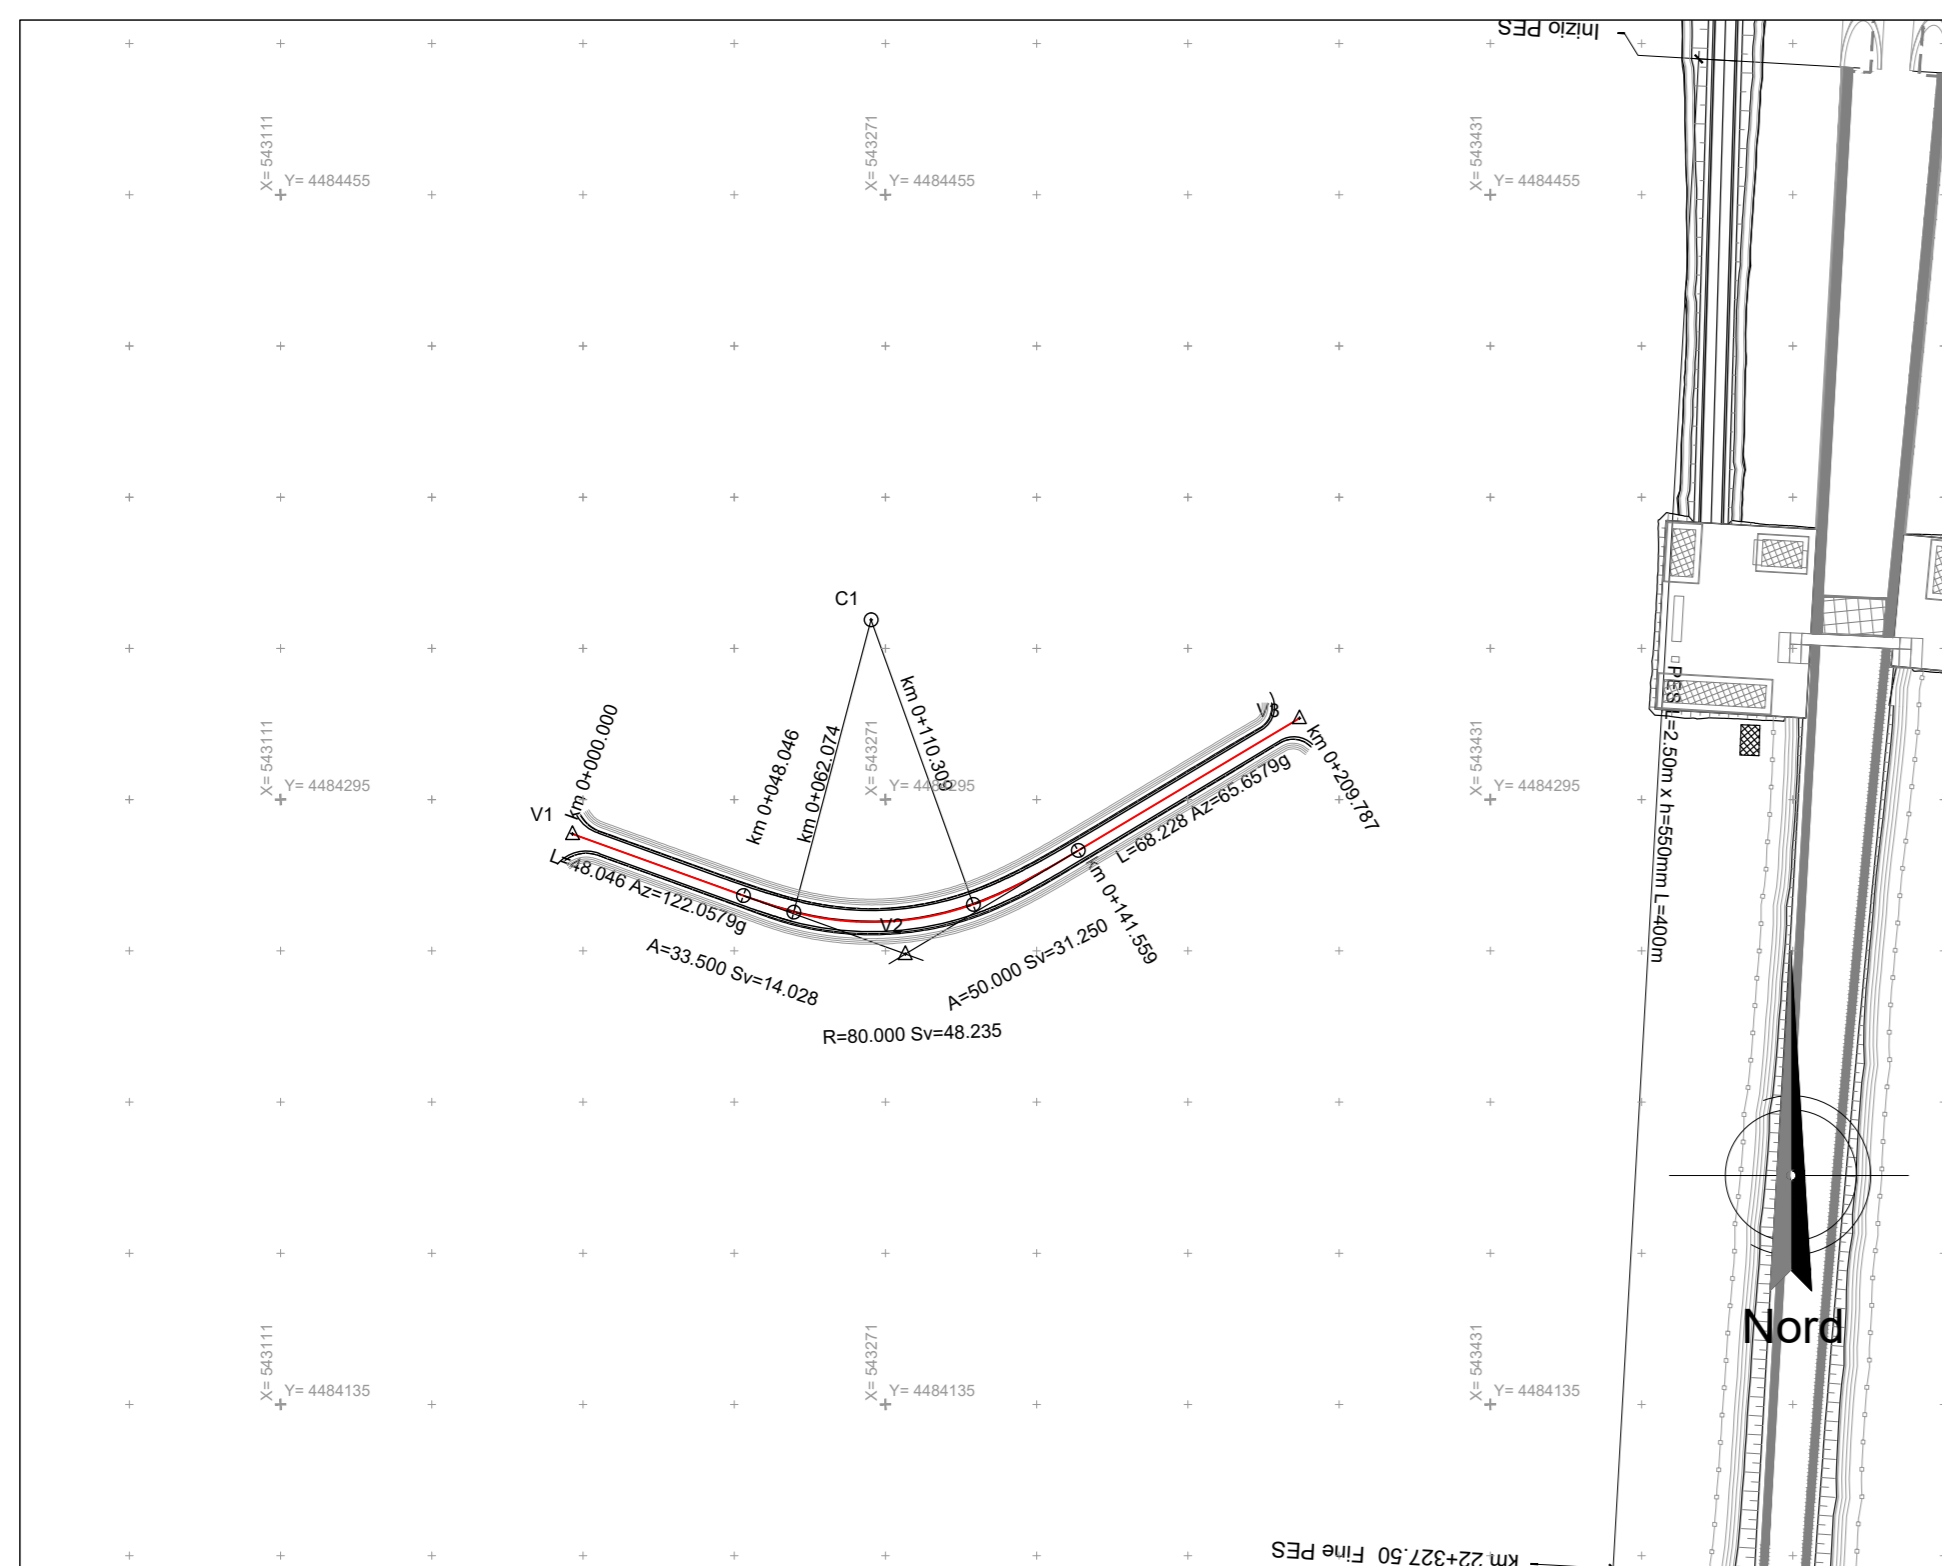 Inizio PES
X= 543111
Y= 4484455
X= 543271
Y= 4484455
X= 543431
Y= 4484455
C1
km 0+000.000
km 0+048.046
km 0+062.074
km 0+110.309
X= 543111
Y= 4484295
X= 543271
Y= 4484295
X= 543431
Y= 4484295
V1
V2
V3
km 0+209.787
L=48.046 Az=122.0579g
L=68.228 Az=65.6579g
km 0+141.559
A=33.500 Sv=14.028
A=50.000 Sv=31.250
R=80.000 Sv=48.235
PES L=2.50m x h=550mm L=400m
Nord
X= 543111
Y= 4484135
X= 543271
Y= 4484135
X= 543431
Y= 4484135
km 22+327.50 Fine PES